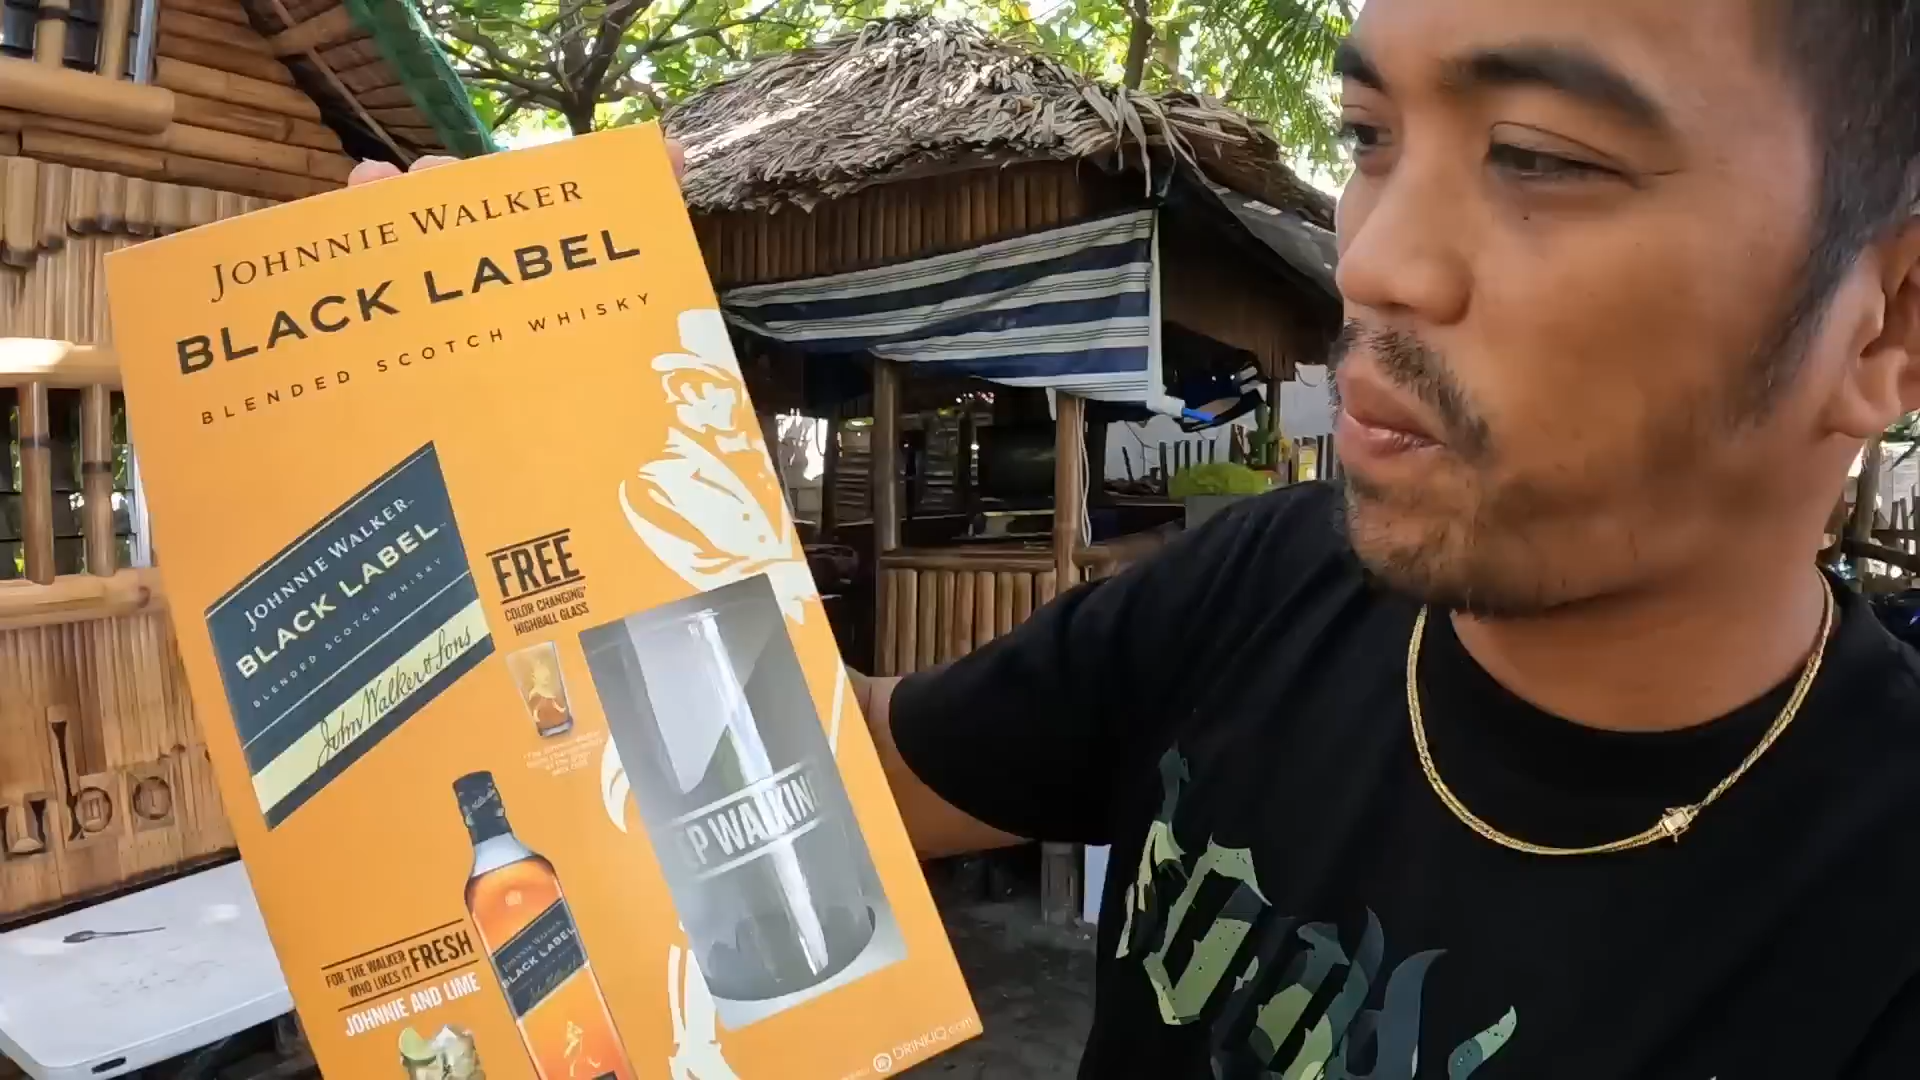 JOHNNIE WALKER
BLACK LABEL
BLENDED SCOTCH WHISKY
JOHNNIE WALKER
BLACK LABEL
BLENDED SCOTCH WHISKY
John Walker & Sons
FREE
COLOR CHANGING*
HIGHBALL GLASS
P WALKIN
FOR THE WALKER
WHO LIKES IT FRESH
JOHNNIE AND LIME
JOHNNIE WALKER
BLACK LABEL
DRINKiQ.com